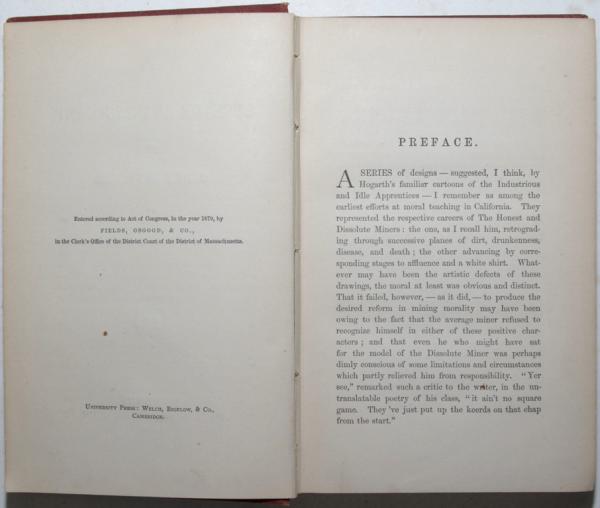 Entered according to Act of Congress, in the year 1870, by
FIELDS, OSGOOD, & CO.,
in the Clerk's Office of the District Court of the District of Massachusetts.
UNIVERSITY PRESS: WELCH, BIGELOW, & CO.,
CAMBRIDGE.
PREFACE.
A SERIES of designs — suggested, I think, by
Hogarth's familiar cartoons of the Industrious
and Idle Apprentices — I remember as among the
earliest efforts at moral teaching in California. They
represented the respective careers of The Honest and
Dissolute Miners : the one, as I recall him, retrograd-
ing through successive planes of dirt, drunkenness,
disease, and death ; the other advancing by corre-
sponding stages to affluence and a white shirt. What-
ever may have been the artistic defects of these
drawings, the moral at least was obvious and distinct.
That it failed, however, — as it did, — to produce the
desired reform in mining morality may have been
owing to the fact that the average miner refused to
recognize himself in either of these positive char-
acters ; and that even he who might have sat
for the model of the Dissolute Miner was perhaps
dimly conscious of some limitations and circumstances
which partly relieved him from responsibility. "Yer
see," remarked such a critic to the writer, in the un-
translatable poetry of his class, "it ain't no square
game. They 've just put up the keerds on that chap
from the start."